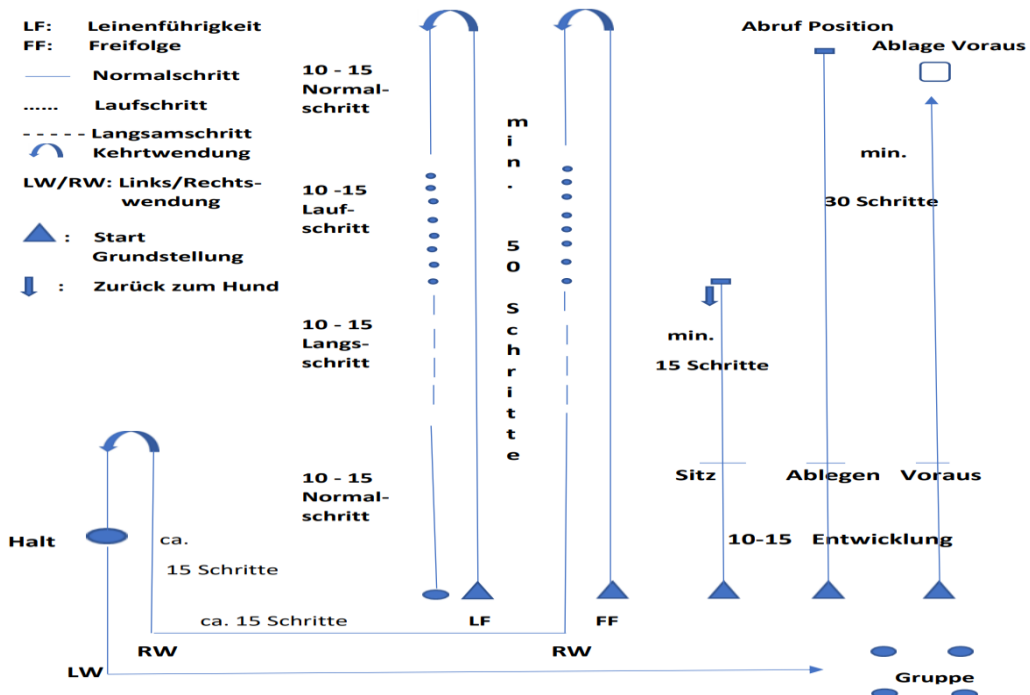 LF: Leinenführigkeit
FF: Freifolge
Normalschritt
...... Laufschritt
- - - - - Langsamschritt
Kehrtwendung
LW/RW: Links/Rechts-
wendung
: Start
Grundstellung
: Zurück zum Hund
10 - 15
Normal-
schritt
10 -15
Lauf-
schritt
10 - 15
Langs-
schritt
10 - 15
Normal-
schritt
min. 50 Schritte
Abruf Position
Ablage Voraus
min.
30 Schritte
min.
15 Schritte
Sitz Ablegen Voraus
10-15 Entwicklung
Halt
ca.
15 Schritte
ca. 15 Schritte
LF
FF
RW
RW
LW
Gruppe